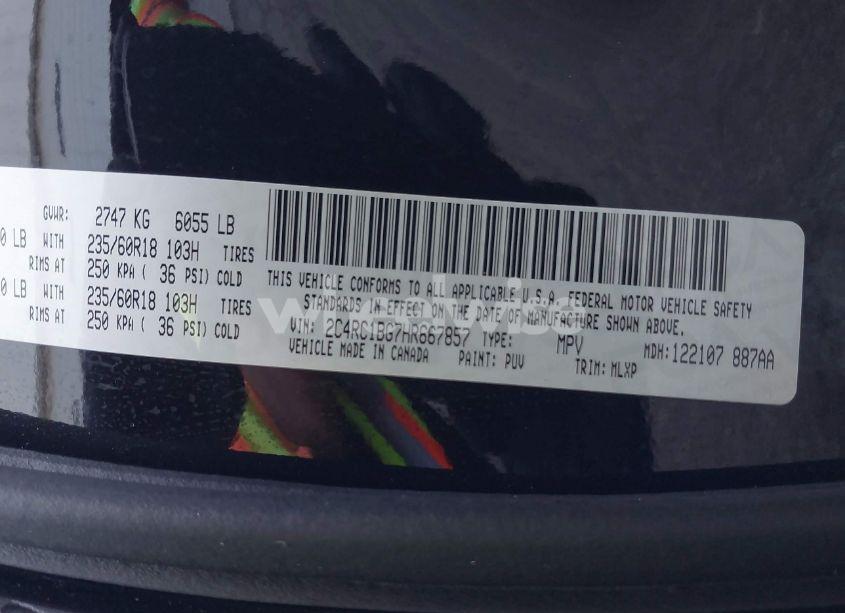 GVWR: 2747 KG 6055 LB
0 LB WITH 235/60R18 103H TIRES
RIMS AT 250 KPA ( 36 PSI) COLD
0 LB WITH 235/60R18 103H TIRES
RIMS AT 250 KPA ( 36 PSI) COLD
THIS VEHICLE CONFORMS TO ALL APPLICABLE U.S.A. FEDERAL MOTOR VEHICLE SAFETY
STANDARDS IN EFFECT ON THE DATE OF MANUFACTURE SHOWN ABOVE.
VIN: 2C4RC1BG7HR667857 TYPE: MPV MDH:122107 887AA
VEHICLE MADE IN CANADA PAINT: PUV TRIM: MLXP